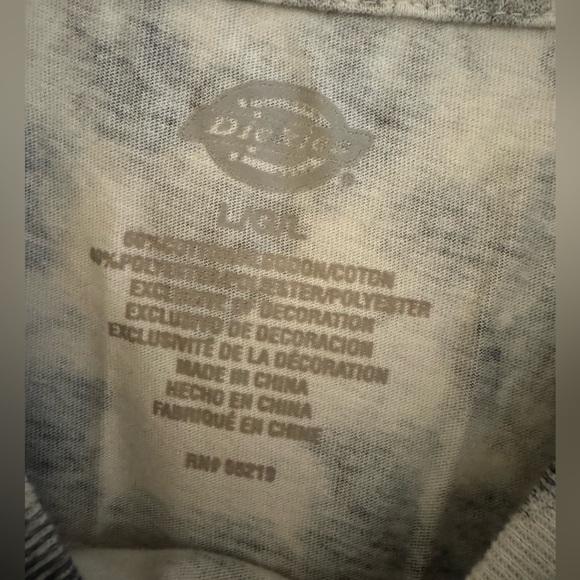 Dickies
L/G/L
60% COTTON/ALGODON/COTON
40% POLYESTER/POLIESTER/POLYESTER
EXCLUSIVE OF DECORATION
EXCLUSIVO DE DECORACION
EXCLUSIVITÉ DE LA DÉCORATION
MADE IN CHINA
HECHO EN CHINA
FABRIQUÉ EN CHINE
RN# 55219